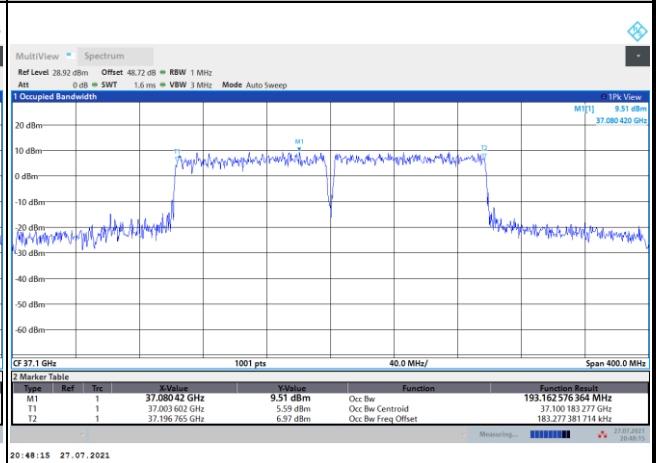 MultiView Spectrum
Ref Level 28.92 dBm Offset 48.72 dB RBW 1 MHz
Att 0 dB SWT 1.6 ms VBW 3 MHz Mode Auto Sweep
1 Occupied Bandwidth 1Pk View
M1[1] 9.51 dBm
37.080 420 GHz
20 dBm
M1
T1
T2
10 dBm
0 dBm
-10 dBm
-20 dBm
-30 dBm
-40 dBm
-50 dBm
-60 dBm
CF 37.1 GHz 1001 pts 40.0 MHz/ Span 400.0 MHz
2 Marker Table
Type Ref Trc X-Value Y-Value Function Function Result
M1 1 37.080 42 GHz 9.51 dBm Occ Bw 193.162 576 364 MHz
T1 1 37.003 602 GHz 5.59 dBm Occ Bw Centroid 37.100 183 277 GHz
T2 1 37.196 765 GHz 6.97 dBm Occ Bw Freq Offset 183.277 381 714 kHz
Measuring... 27.07.2021
20:48:15
20:48:15 27.07.2021